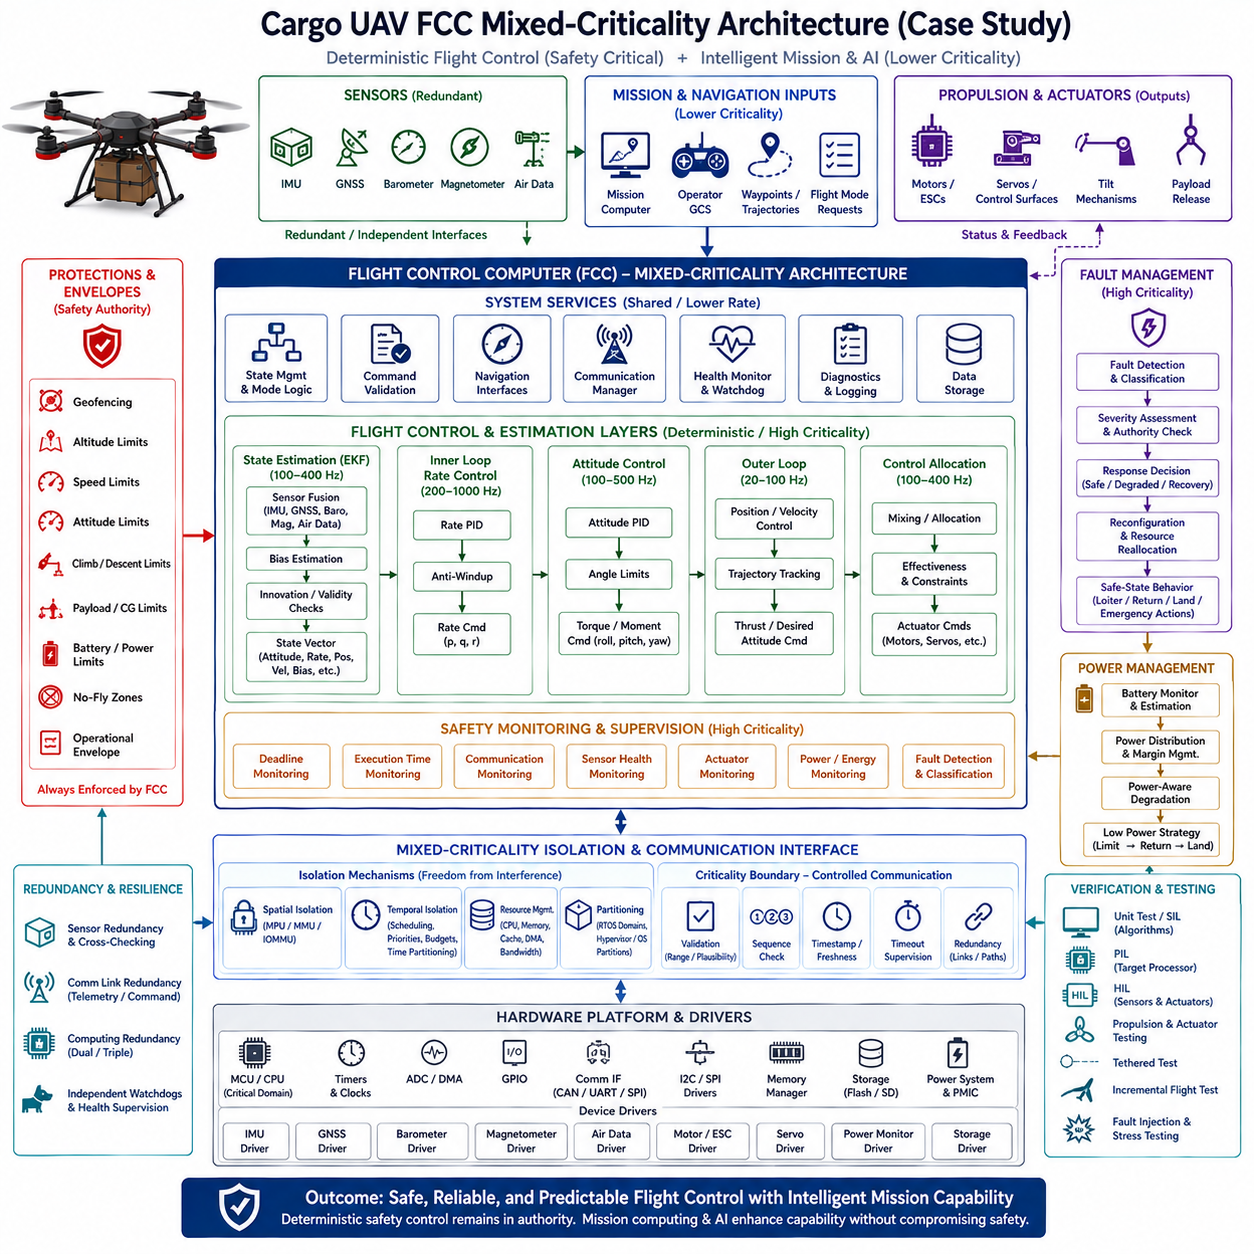 Cargo UAV FCC Mixed-Criticality Architecture (Case Study)
Deterministic Flight Control (Safety Critical) + Intelligent Mission & AI (Lower Criticality)
SENSORS (Redundant)
IMU
GNSS
Barometer
Magnetometer
Air Data
Redundant / Independent Interfaces
MISSION & NAVIGATION INPUTS
(Lower Criticality)
Mission
Computer
Operator
GCS
Waypoints /
Trajectories
Flight Mode
Requests
PROPULSION & ACTUATORS (Outputs)
Motors /
ESCs
Servos /
Control Surfaces
Tilt
Mechanisms
Payload
Release
Status & Feedback
PROTECTIONS &
ENVELOPES
(Safety Authority)
Geofencing
Altitude Limits
Speed Limits
Attitude Limits
Climb / Descent Limits
Payload / CG Limits
Battery / Power
Limits
No-Fly Zones
Operational
Envelope
Always Enforced by FCC
FLIGHT CONTROL COMPUTER (FCC) – MIXED-CRITICALITY ARCHITECTURE
SYSTEM SERVICES (Shared / Lower Rate)
State Mgmt
& Mode Logic
Command
Validation
Navigation
Interfaces
Communication
Manager
Health Monitor
& Watchdog
Diagnostics
& Logging
Data
Storage
FLIGHT CONTROL & ESTIMATION LAYERS (Deterministic / High Criticality)
State Estimation (EKF)
(100–400 Hz)
Sensor Fusion
(IMU, GNSS, Baro,
Mag, Air Data)
Bias Estimation
Innovation / Validity
Checks
State Vector
(Attitude, Rate, Pos,
Vel, Bias, etc.)
Inner Loop
Rate Control
(200–1000 Hz)
Rate PID
Anti-Windup
Rate Cmd
(p, q, r)
Attitude Control
(100–500 Hz)
Attitude PID
Angle Limits
Torque / Moment
Cmd (roll, pitch, yaw)
Outer Loop
(20–100 Hz)
Position / Velocity
Control
Trajectory Tracking
Thrust / Desired
Attitude Cmd
Control Allocation
(100–400 Hz)
Mixing / Allocation
Effectiveness
& Constraints
Actuator Cmds
(Motors, Servos, etc.)
SAFETY MONITORING & SUPERVISION (High Criticality)
Deadline
Monitoring
Execution Time
Monitoring
Communication
Monitoring
Sensor Health
Monitoring
Actuator
Monitoring
Power / Energy
Monitoring
Fault Detection
& Classification
FAULT MANAGEMENT
(High Criticality)
Fault Detection
& Classification
Severity Assessment
& Authority Check
Response Decision
(Safe / Degraded / Recovery)
Reconfiguration
& Resource
Reallocation
Safe-State Behavior
(Loiter / Return / Land /
Emergency Actions)
POWER MANAGEMENT
Battery Monitor
& Estimation
Power Distribution
& Margin Mgmt.
Power-Aware
Degradation
Low Power Strategy
(Limit → Return → Land)
REDUNDANCY & RESILIENCE
Sensor Redundancy
& Cross-Checking
Comm Link Redundancy
(Telemetry / Command)
Computing Redundancy
(Dual / Triple)
Independent Watchdogs
& Health Supervision
MIXED-CRITICALITY ISOLATION & COMMUNICATION INTERFACE
Isolation Mechanisms (Freedom from Interference)
Spatial Isolation
(MPU / MMU /
IOMMU)
Temporal Isolation
(Scheduling,
Priorities, Budgets,
Time Partitioning)
Resource Mgmt.
(CPU, Memory,
Cache, DMA,
Bandwidth)
Partitioning
(RTOS Domains,
Hypervisor / OS
Partitions)
Criticality Boundary – Controlled Communication
Validation
(Range / Plausibility)
1 2 3
Sequence
Check
Timestamp /
Freshness
Timeout
Supervision
Redundancy
(Links / Paths)
HARDWARE PLATFORM & DRIVERS
MCU / CPU
(Critical Domain)
Timers
& Clocks
ADC / DMA
I/O
GPIO
Comm IF
(CAN / UART / SPI)
I2C / SPI
Drivers
Memory
Manager
Storage
(Flash / SD)
Power System
& PMIC
Device Drivers
IMU
Driver
GNSS
Driver
Barometer
Driver
Magnetometer
Driver
Air Data
Driver
Motor / ESC
Driver
Servo
Driver
Power Monitor
Driver
Storage
Driver
VERIFICATION & TESTING
Unit Test / SIL
(Algorithms)
PIL
(Target Processor)
HIL
HIL
(Sensors & Actuators)
Propulsion & Actuator
Testing
Tethered Test
Incremental Flight Test
Fault Injection &
Stress Testing
Outcome: Safe, Reliable, and Predictable Flight Control with Intelligent Mission Capability
Deterministic safety control remains in authority. Mission computing & AI enhance capability without compromising safety.